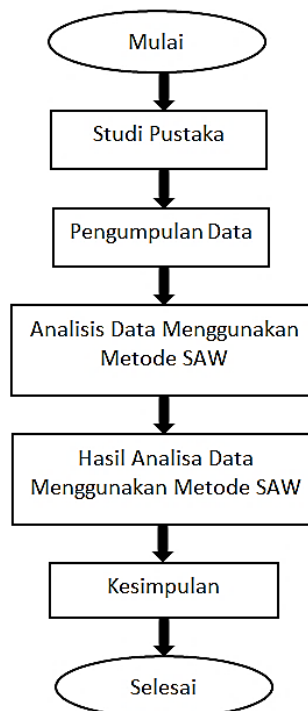 Mulai
Studi Pustaka
Pengumpulan Data
Analisis Data Menggunakan
Metode SAW
Hasil Analisa Data
Menggunakan Metode SAW
Kesimpulan
Selesai